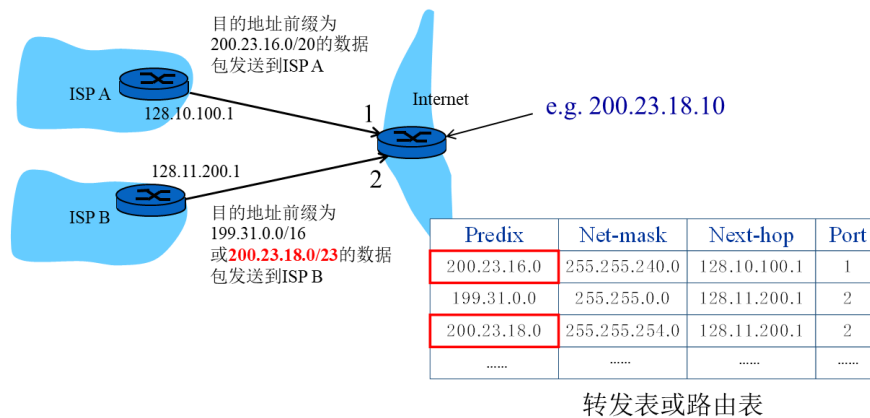 目的地址前缀为
200.23.16.0/20的数据
包发送到ISP A
ISP A
128.10.100.1
1
Internet
e.g. 200.23.18.10
128.11.200.1
2
ISP B
目的地址前缀为
199.31.0.0/16
或200.23.18.0/23的数据
包发送到ISP B
Predix Net-mask Next-hop Port
200.23.16.0 255.255.240.0 128.10.100.1 1
199.31.0.0 255.255.0.0 128.11.200.1 2
200.23.18.0 255.255.254.0 128.11.200.1 2
...... ...... ...... ......
转发表或路由表